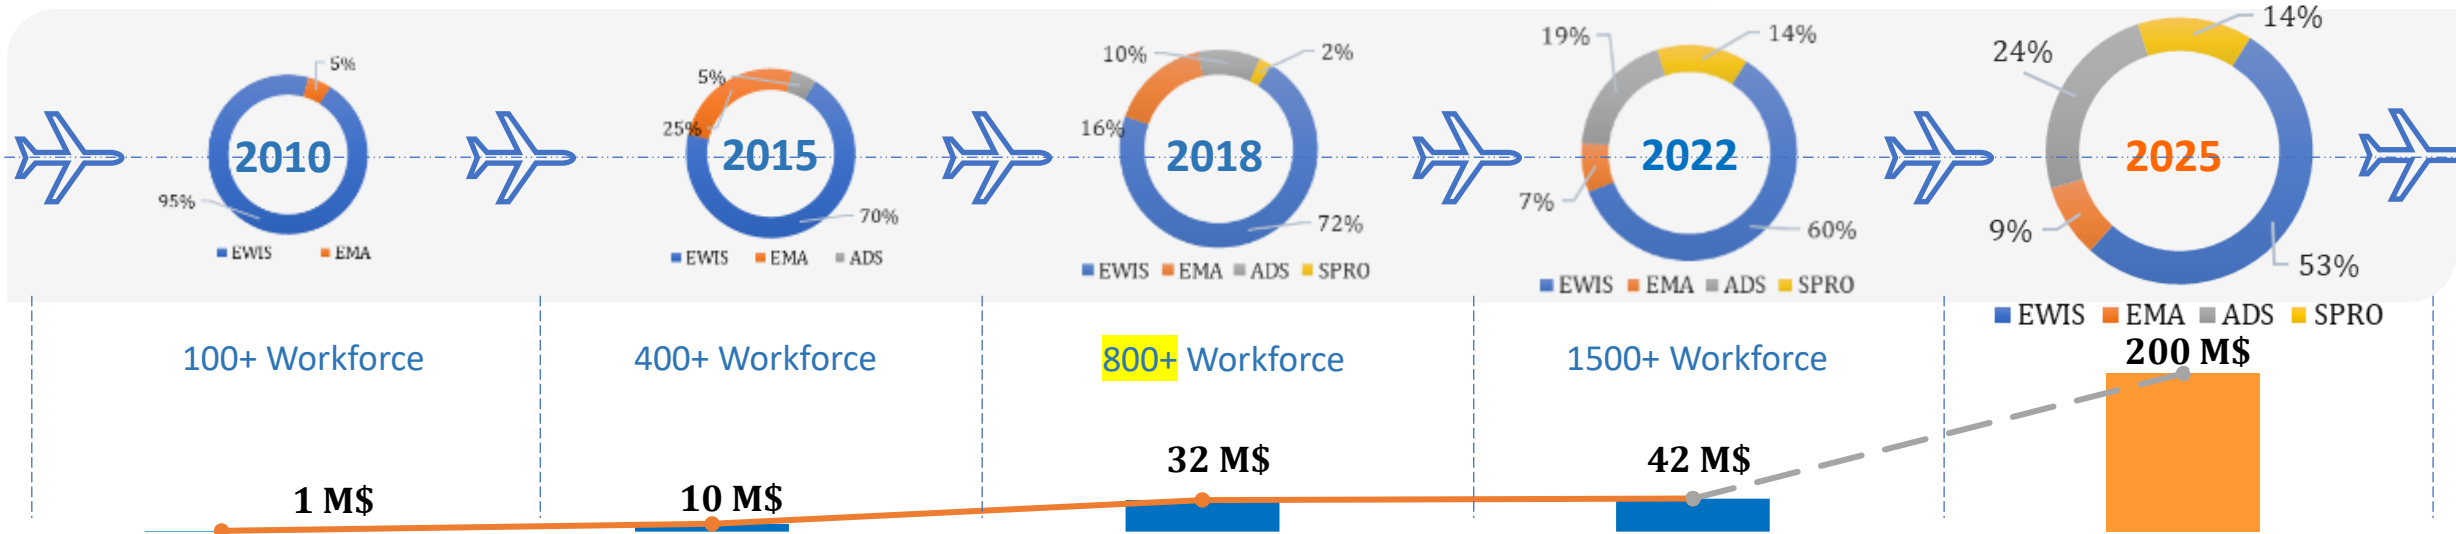 5%
2010
95%
EWIS EMA
5%
25%
2015
70%
EWIS EMA ADS
10%
2%
16%
2018
72%
EWIS EMA ADS SPRO
19%
14%
2022
7%
60%
EWIS EMA ADS SPRO
14%
24%
2025
9%
53%
EWIS EMA ADS SPRO
100+ Workforce
400+ Workforce
800+ Workforce
1500+ Workforce
1 M$
10 M$
32 M$
42 M$
200 M$